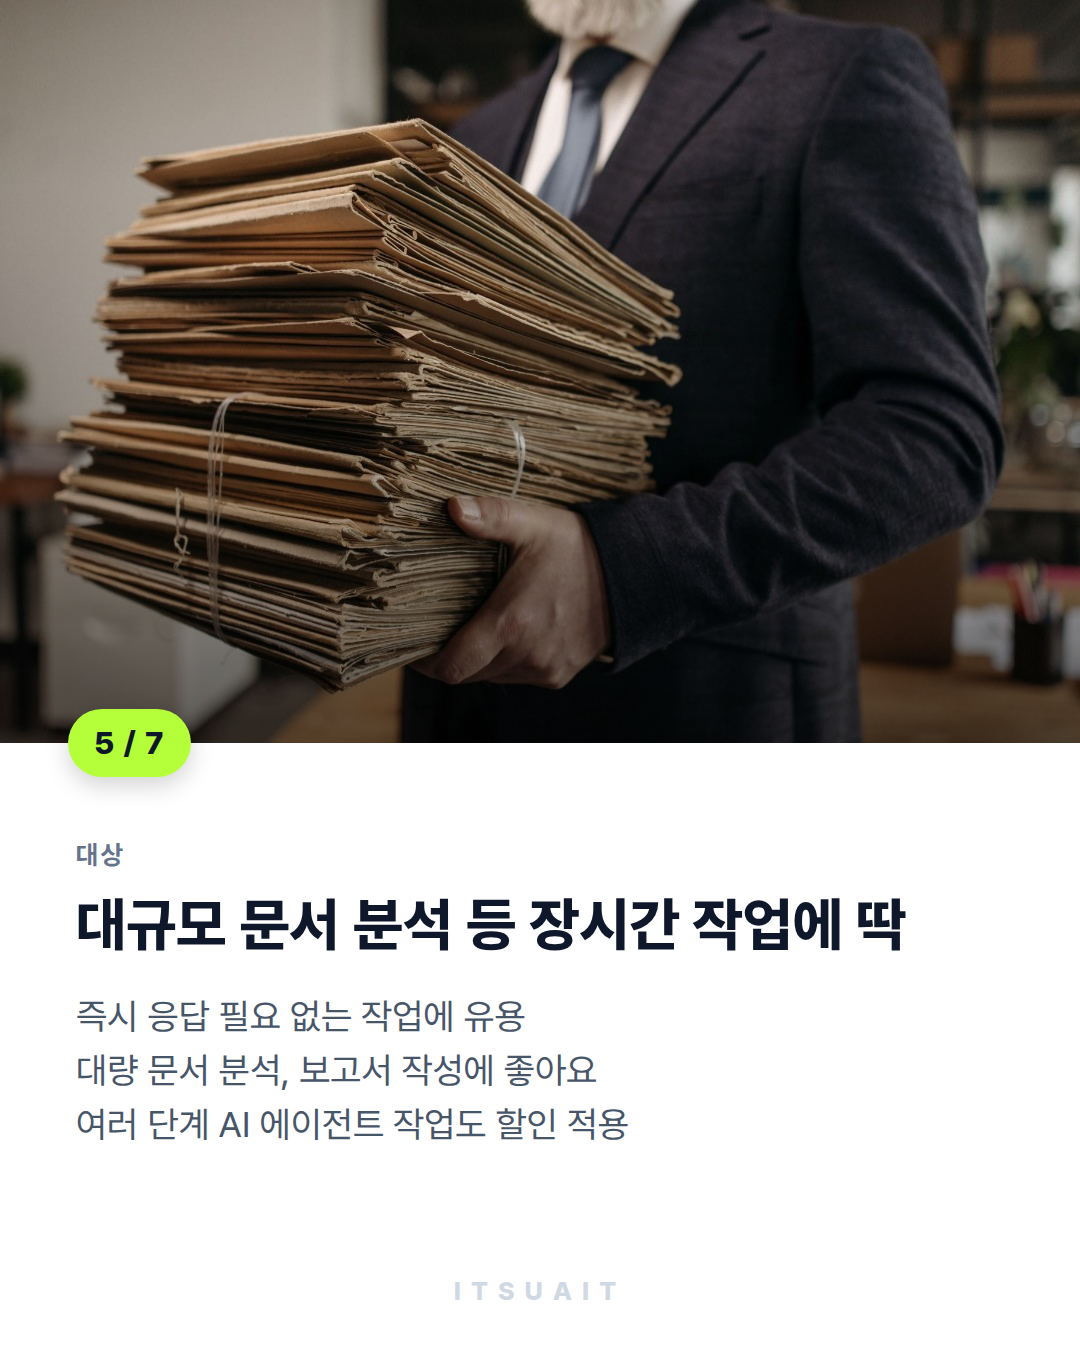 5 / 7
대상
대규모 문서 분석 등 장시간 작업에 딱
즉시 응답 필요 없는 작업에 유용
대량 문서 분석, 보고서 작성에 좋아요
여러 단계 AI 에이전트 작업도 할인 적용
ITSUAIT